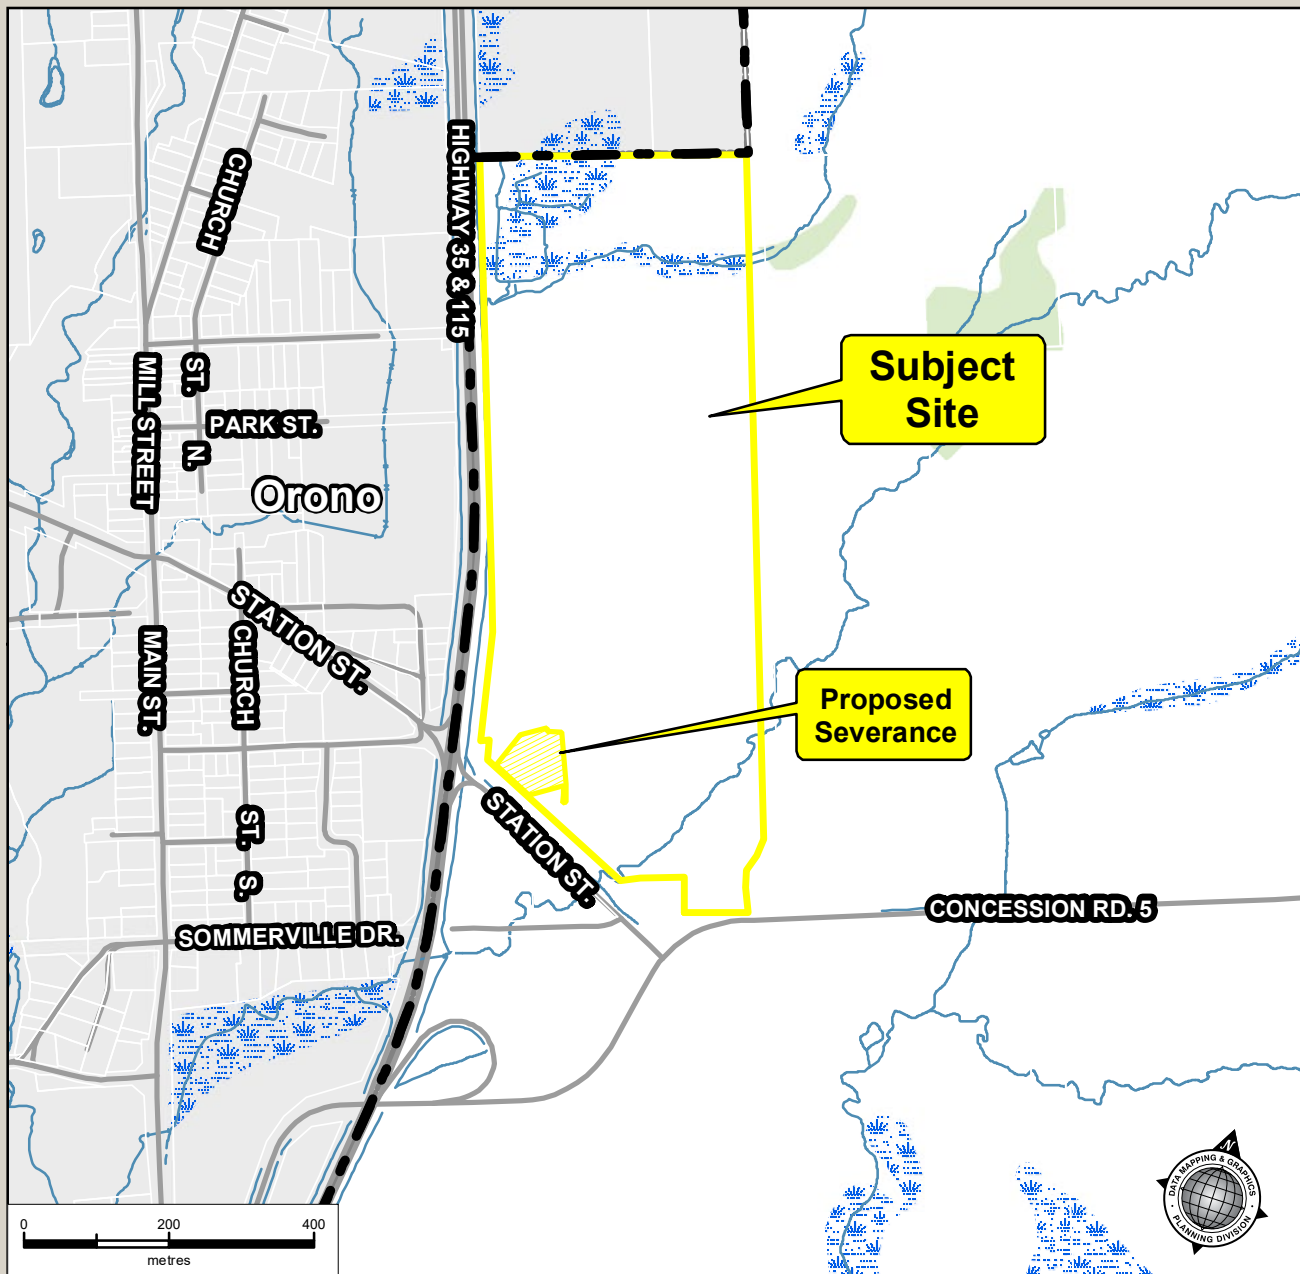 CHURCH
HIGHWAY 35 & 115
MILL STREET
ST.
N.
PARK ST.
Orono
Subject
Site
STATION ST.
MAIN ST.
CHURCH
ST.
S.
Proposed
Severance
STATION ST.
SOMMERVILLE DR.
CONCESSION RD. 5
N
DATA MAPPING & GRAPHICS
PLANNING DIVISION
0 200 400
metres